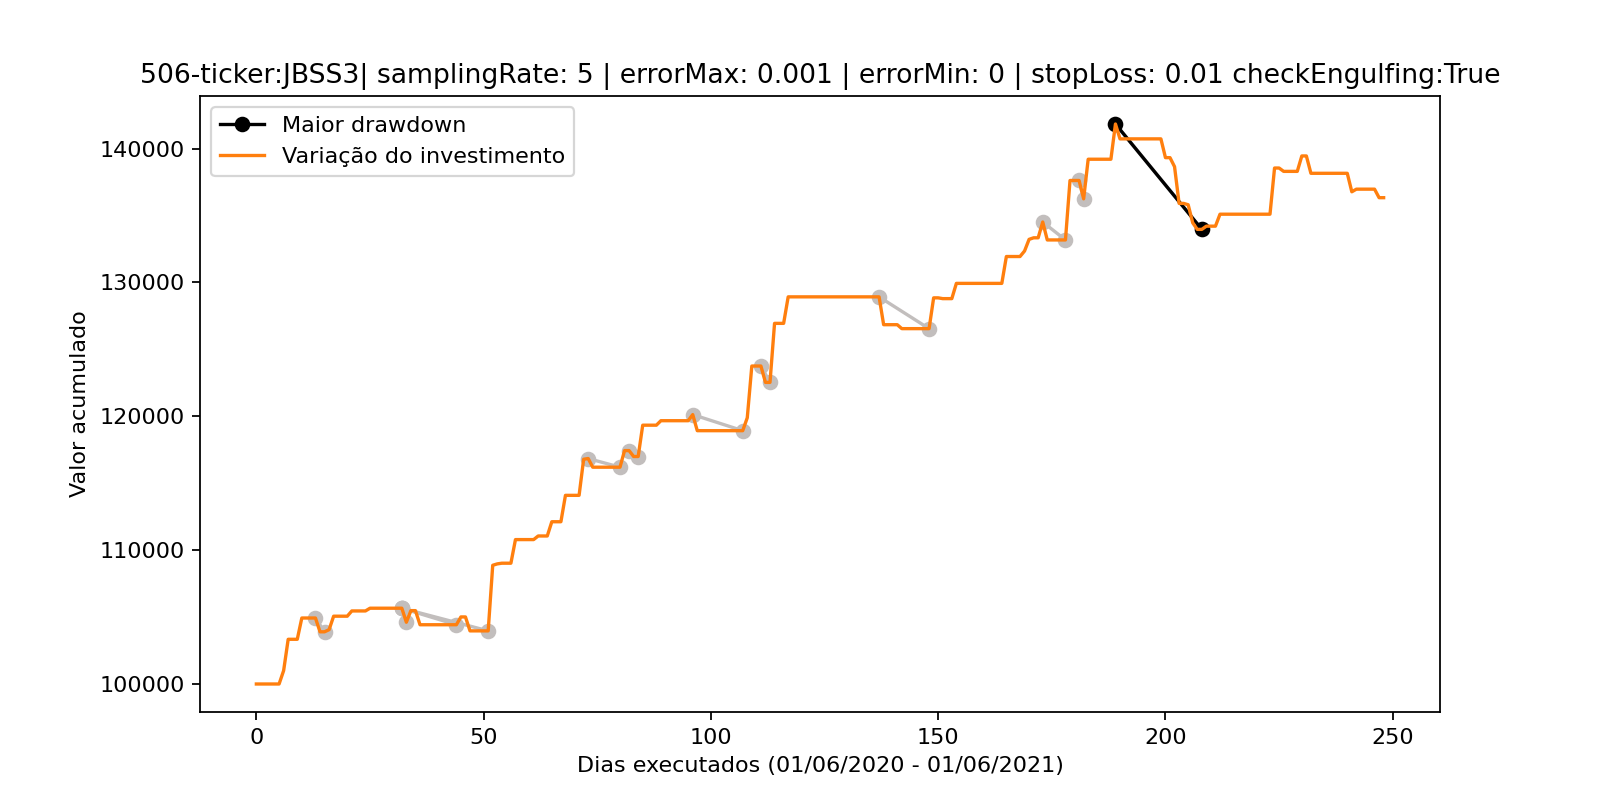 506-ticker:JBSS3| samplingRate: 5 | errorMax: 0.001 | errorMin: 0 | stopLoss: 0.01 checkEngulfing:True
Maior drawdown
Variação do investimento
140000
130000
120000
110000
100000
Valor acumulado
0 50 100 150 200 250
Dias executados (01/06/2020 - 01/06/2021)